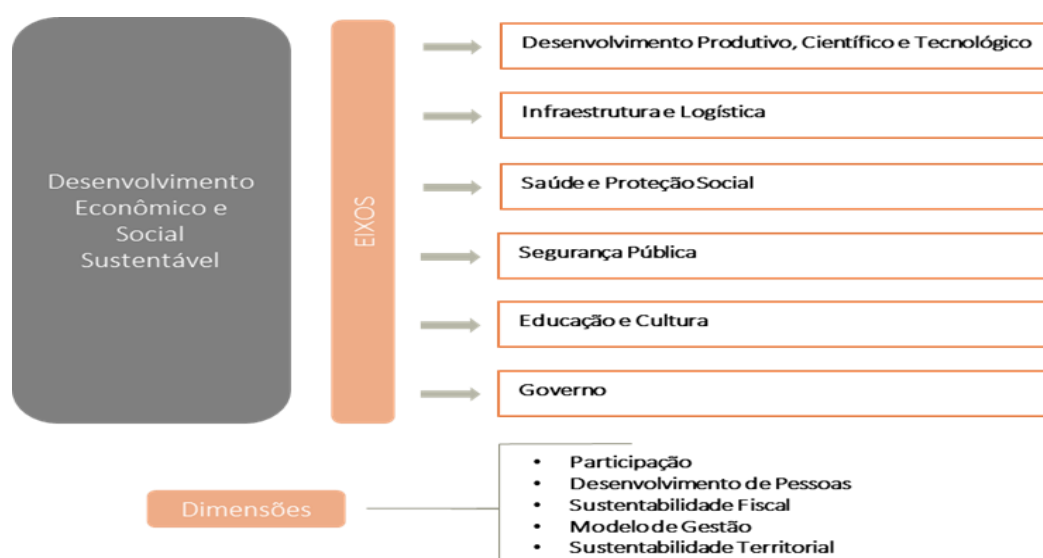 Desenvolvimento
Econômico e
Social
Sustentável
EIXOS
Desenvolvimento Produtivo, Científico e Tecnológico
Infraestrutura e Logística
Saúde e Proteção Social
Segurança Pública
Educação e Cultura
Governo
Dimensões
• Participação
• Desenvolvimento de Pessoas
• Sustentabilidade Fiscal
• Modelo de Gestão
• Sustentabilidade Territorial